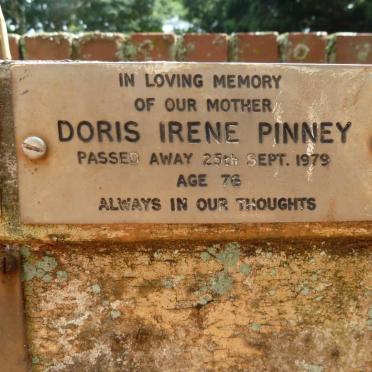 IN LOVING MEMORY
OF OUR MOTHER
DORIS IRENE PINNEY
PASSED AWAY 25th SEPT. 1979
AGE 76
ALWAYS IN OUR THOUGHTS